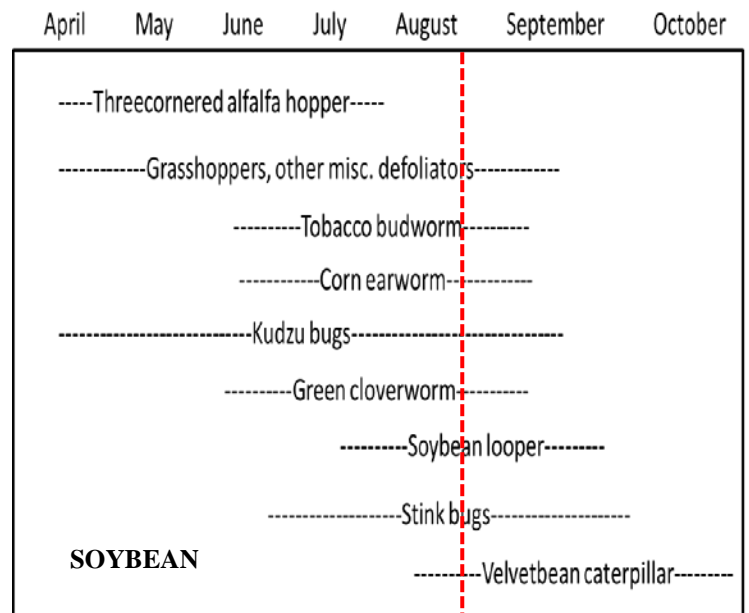 April May June July August September October
-----Threecornered alfalfa hopper-----
-------------Grasshoppers, other misc. defoliators-------------
----------Tobacco budworm----------
------------Corn earworm-------------
-----------------------------Kudzu bugs--------------------------------
----------Green cloverworm-----------
----------Soybean looper---------
--------------------Stink bugs---------------------
SOYBEAN
----------Velvetbean caterpillar---------